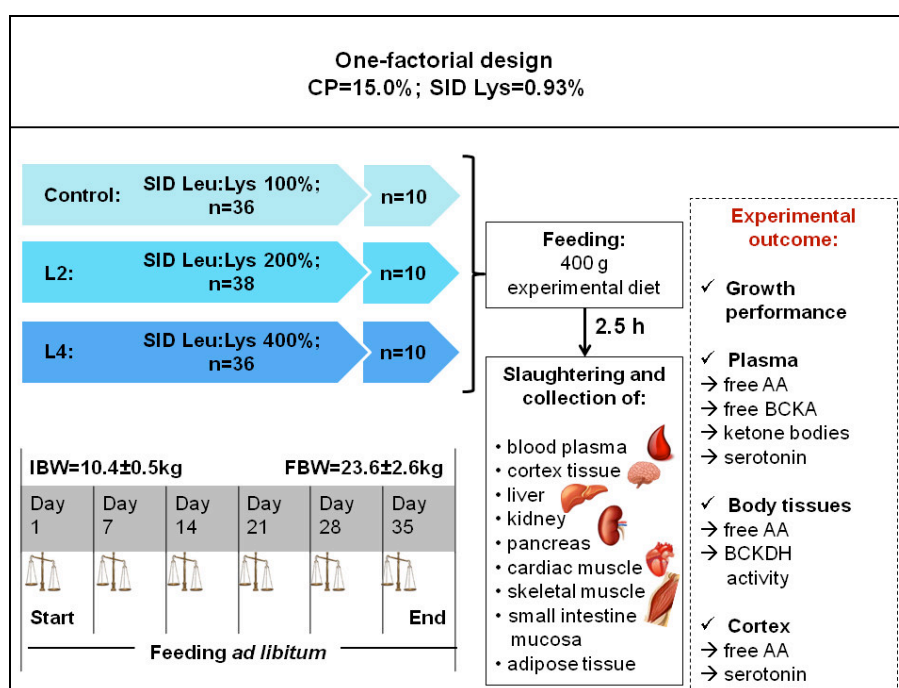 One-factorial design
CP=15.0%; SID Lys=0.93%
Control:
SID Leu:Lys 100%;
n=36
n=10
L2:
SID Leu:Lys 200%;
n=38
n=10
L4:
SID Leu:Lys 400%;
n=36
n=10
IBW=10.4±0.5kg
FBW=23.6±2.6kg
Day
1
Day
7
Day
14
Day
21
Day
28
Day
35
Start
End
Feeding ad libitum
Feeding:
400 g
experimental diet
2.5 h
Slaughtering and
collection of:
• blood plasma
• cortex tissue
• liver
• kidney
• pancreas
• cardiac muscle
• skeletal muscle
• small intestine
mucosa
• adipose tissue
Experimental
outcome:
✓ Growth
performance
✓ Plasma
→ free AA
→ free BCKA
→ ketone bodies
→ serotonin
✓ Body tissues
→ free AA
→ BCKDH
activity
✓ Cortex
→ free AA
→ serotonin